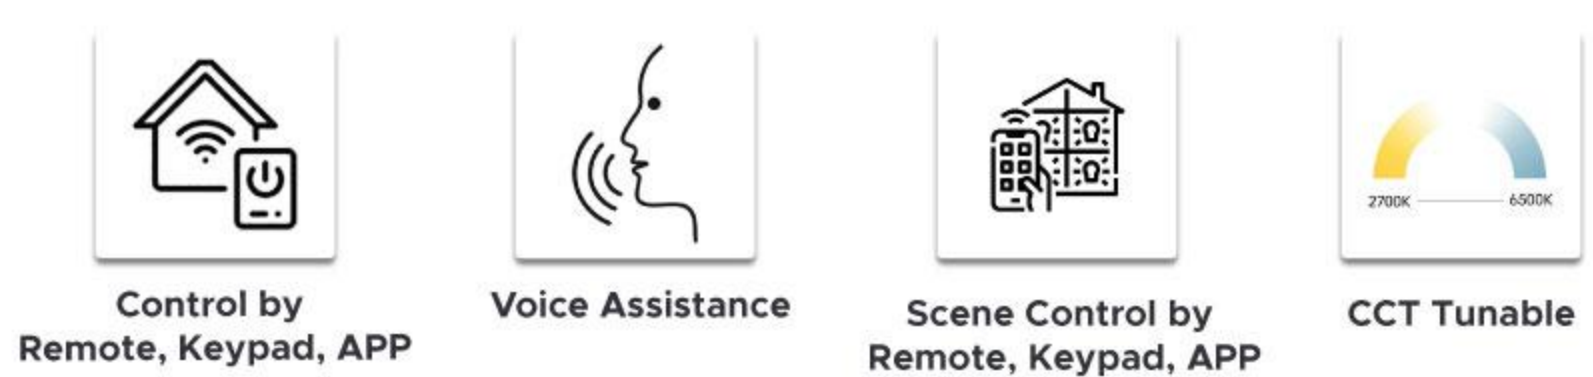 Control by
Remote, Keypad, APP
Voice Assistance
Scene Control by
Remote, Keypad, APP
2700K
6500K
CCT Tunable